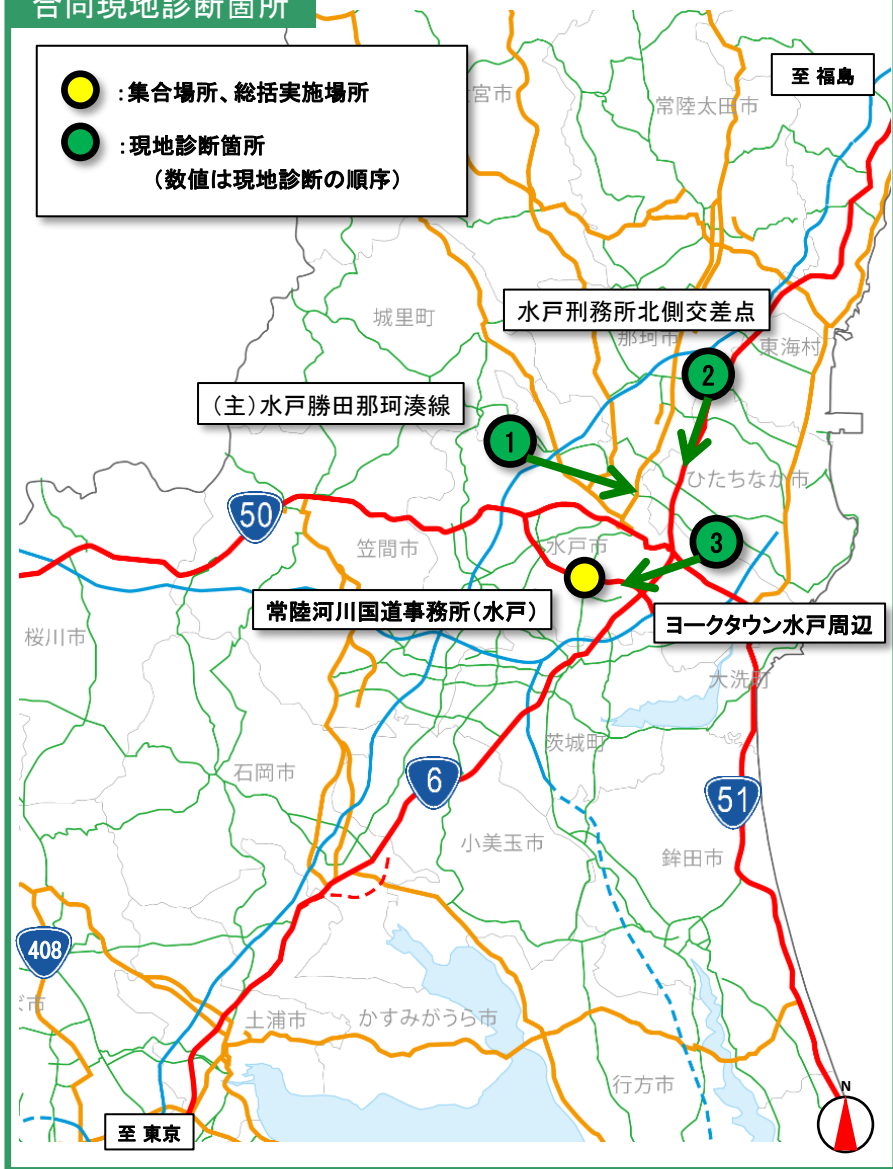 合同現地診断箇所
:集合場所、総括実施場所
:現地診断箇所
(数値は現地診断の順序)
至 福島
宮市
常陸太田市
城里町
水戸刑務所北側交差点
那珂市
東海村
2
(主)水戸勝田那珂湊線
1
ひたちなか市
50
笠間市
水戸市
3
常陸河川国道事務所(水戸)
ヨークタウン水戸周辺
桜川市
大洗町
茨城町
石岡市
6
51
小美玉市
鉾田市
408
市
土浦市
かすみがうら市
行方市
至 東京
N